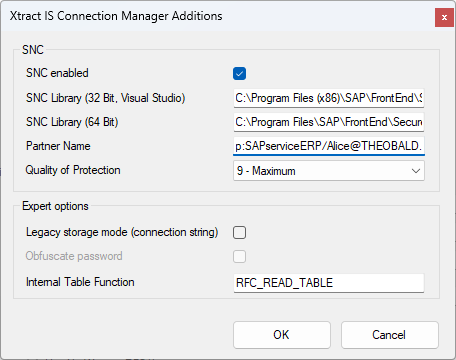 Xtract IS Connection Manager Additions
x
SNC
SNC enabled
SNC Library (32 Bit, Visual Studio) C:\Program Files (x86)\SAP\FrontEnd\S
SNC Library (64 Bit) C:\Program Files\SAP\FrontEnd\Secure
Partner Name p:SAPserviceERP/Alice@THEOBALD.
Quality of Protection 9 - Maximum
Expert options
Legacy storage mode (connection string)
Obfuscate password
Internal Table Function RFC_READ_TABLE
OK Cancel